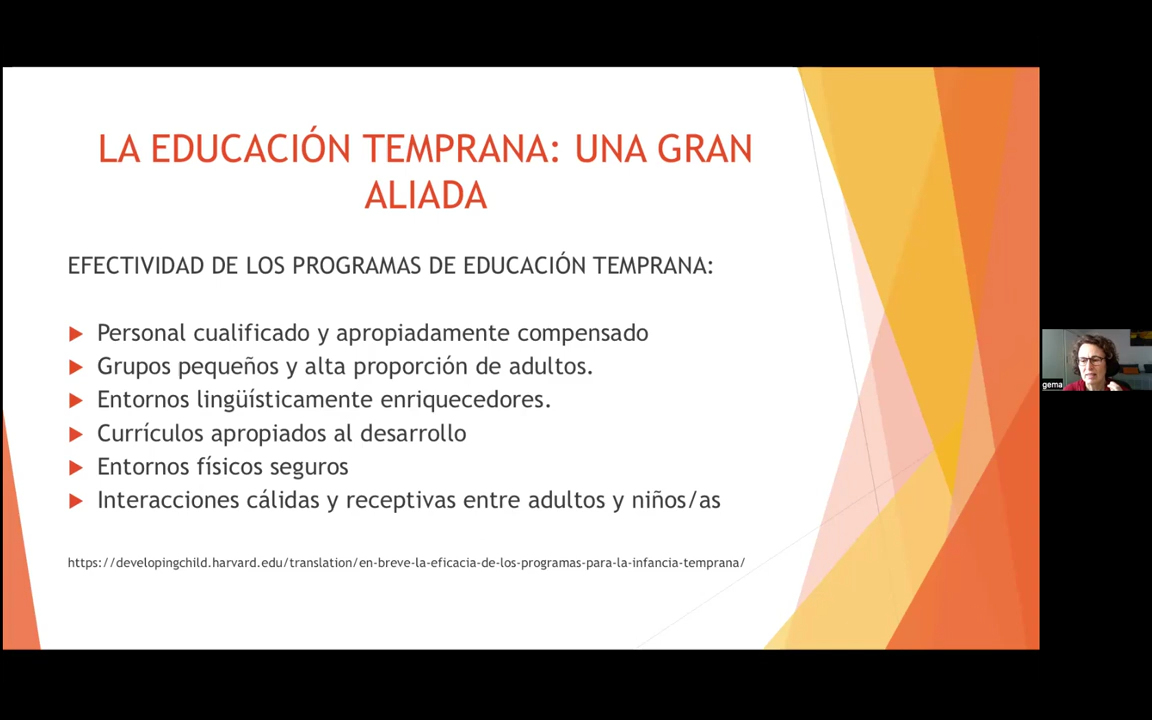 LA EDUCACIÓN TEMPRANA: UNA GRAN
ALIADA
EFECTIVIDAD DE LOS PROGRAMAS DE EDUCACIÓN TEMPRANA:
Personal cualificado y apropiadamente compensado
Grupos pequeños y alta proporción de adultos.
Entornos lingüísticamente enriquecedores.
Currículos apropiados al desarrollo
Entornos físicos seguros
Interacciones cálidas y receptivas entre adultos y niños/as
https://developingchild.harvard.edu/translation/en-breve-la-eficacia-de-los-programas-para-la-infancia-temprana/
gema